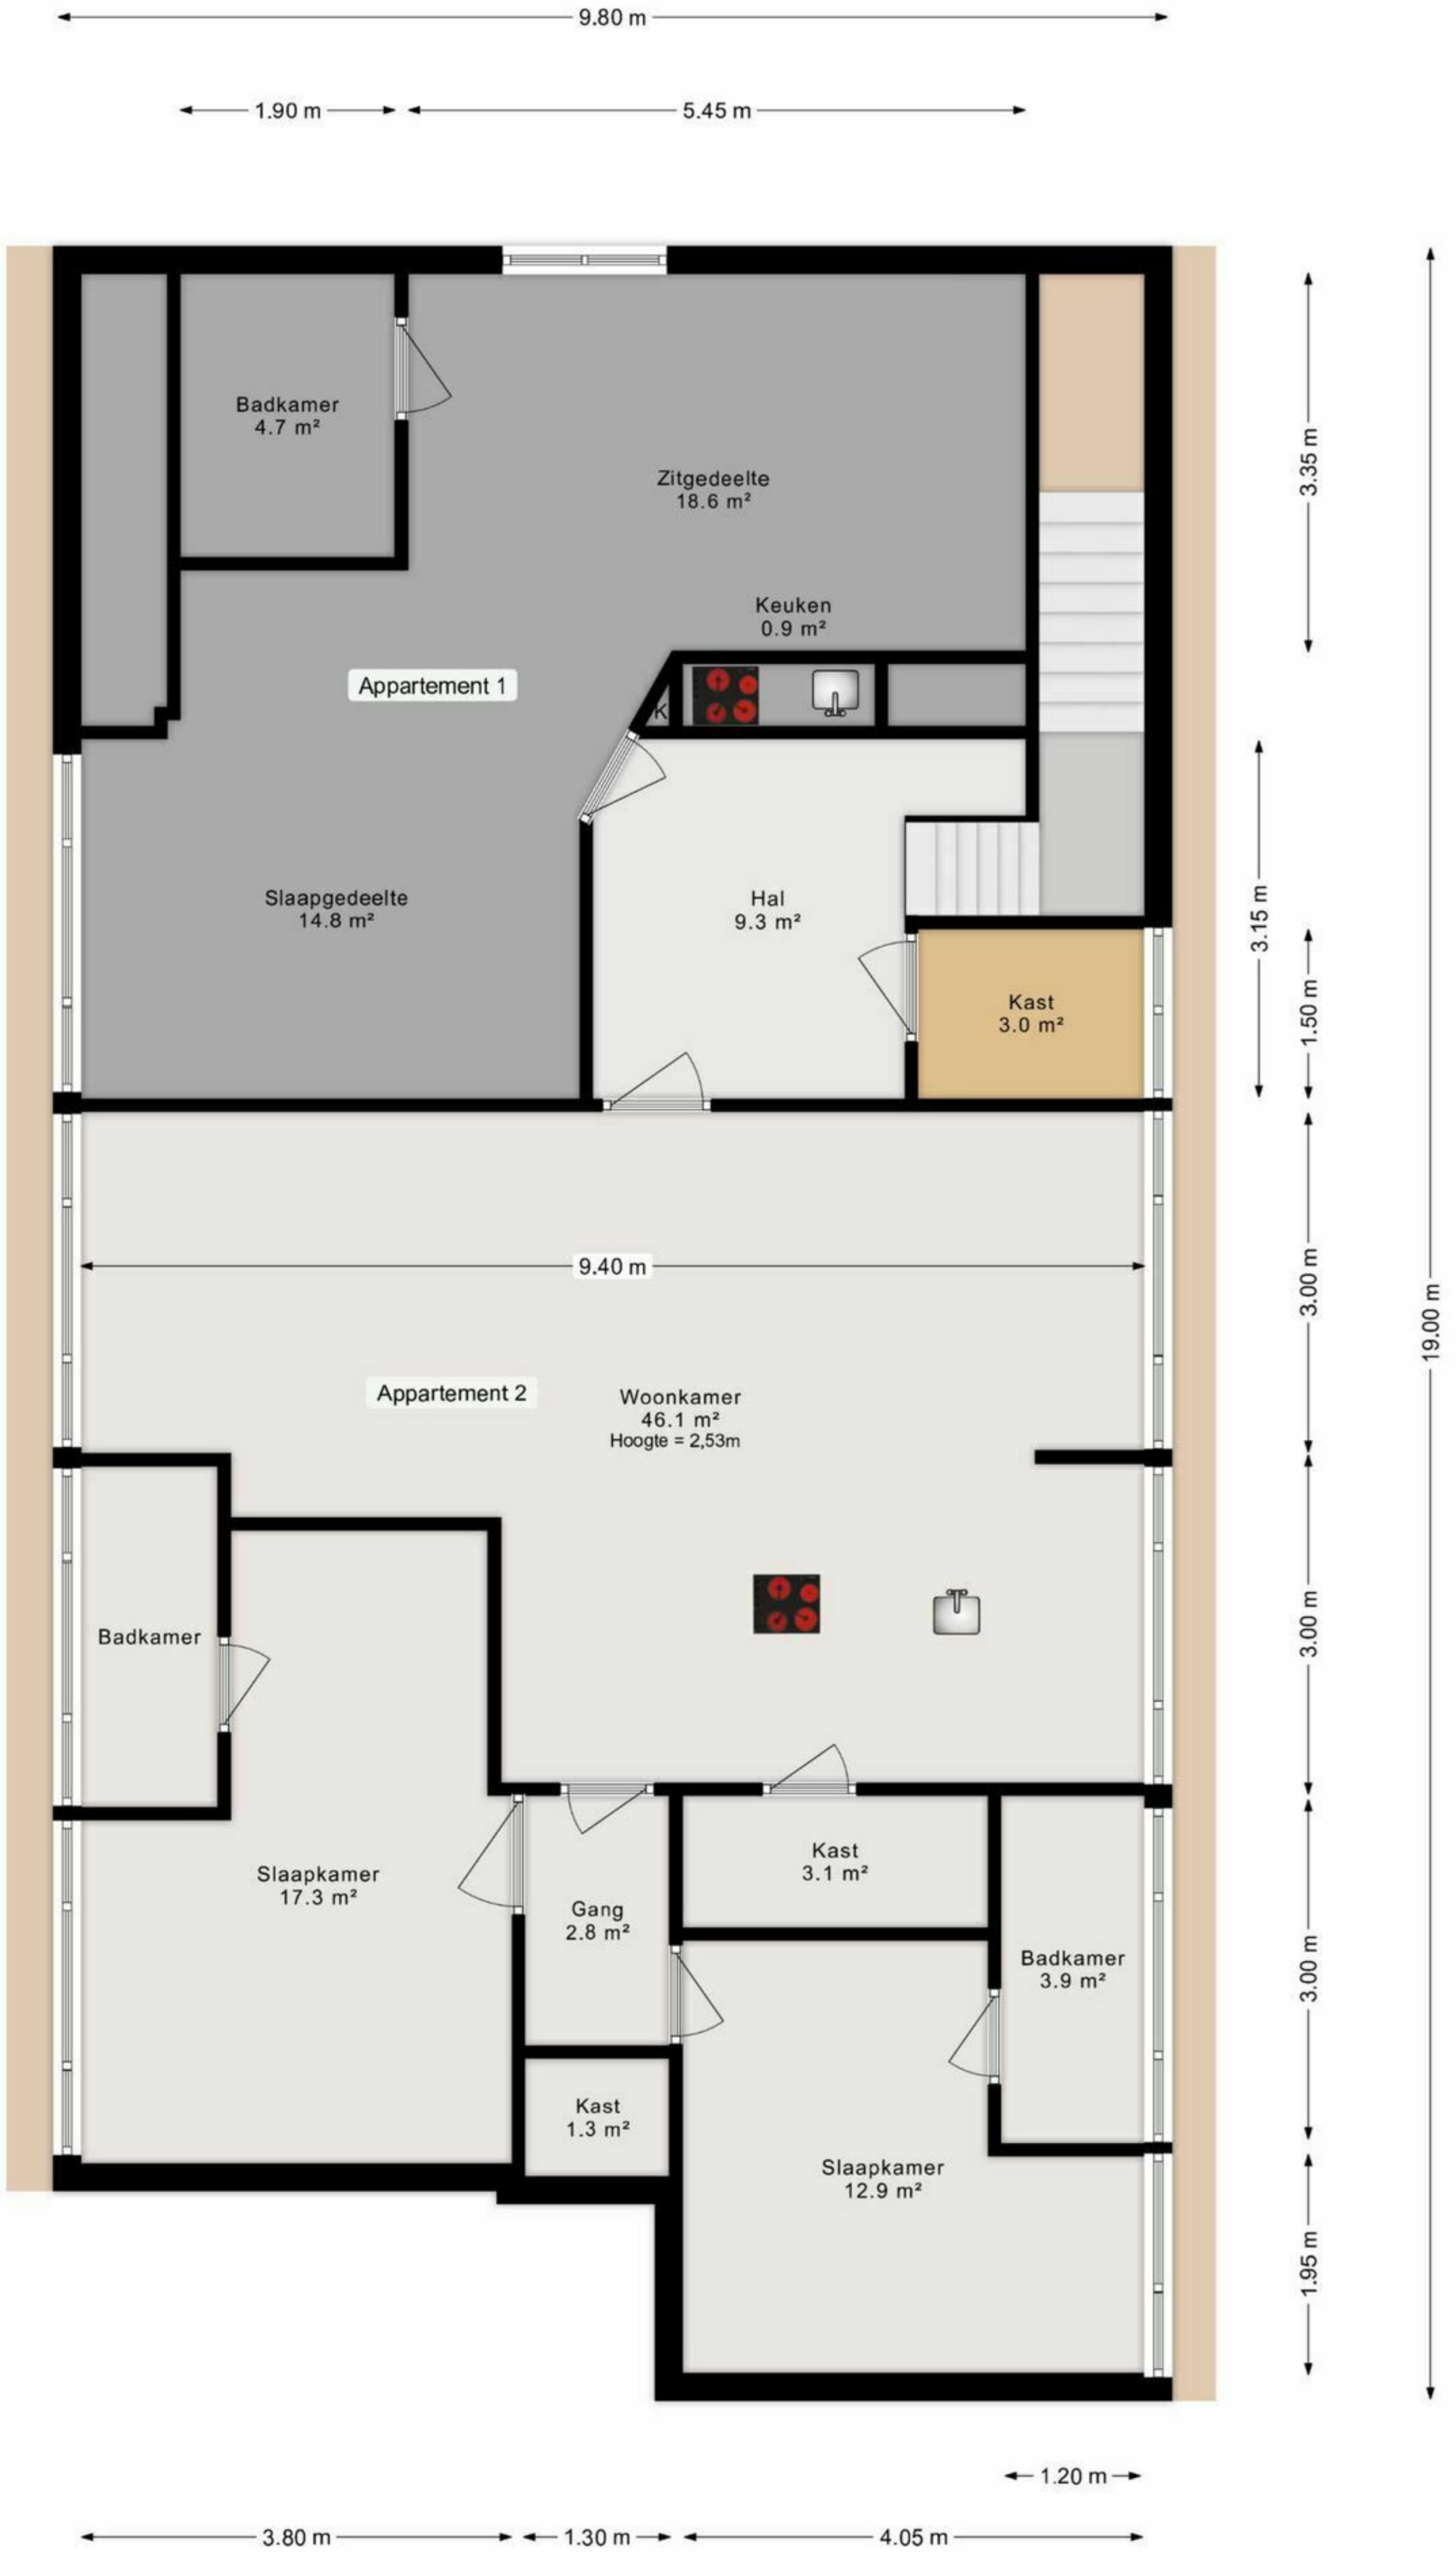 9.80 m
1.90 m
5.45 m
Badkamer
4.7 m²
3.35 m
Zitgedeelte
18.6 m²
Keuken
0.9 m²
Appartement 1
K
Slaapgedeelte
14.8 m²
Hal
9.3 m²
3.15 m
Kast
3.0 m²
1.50 m
9.40 m
3.00 m
19.00 m
Appartement 2
Woonkamer
46.1 m²
Hoogte = 2,53m
Badkamer
3.00 m
Slaapkamer
17.3 m²
Kast
3.1 m²
Gang
2.8 m²
Badkamer
3.9 m²
3.00 m
Kast
1.3 m²
Slaapkamer
12.9 m²
1.95 m
1.20 m
3.80 m
1.30 m
4.05 m